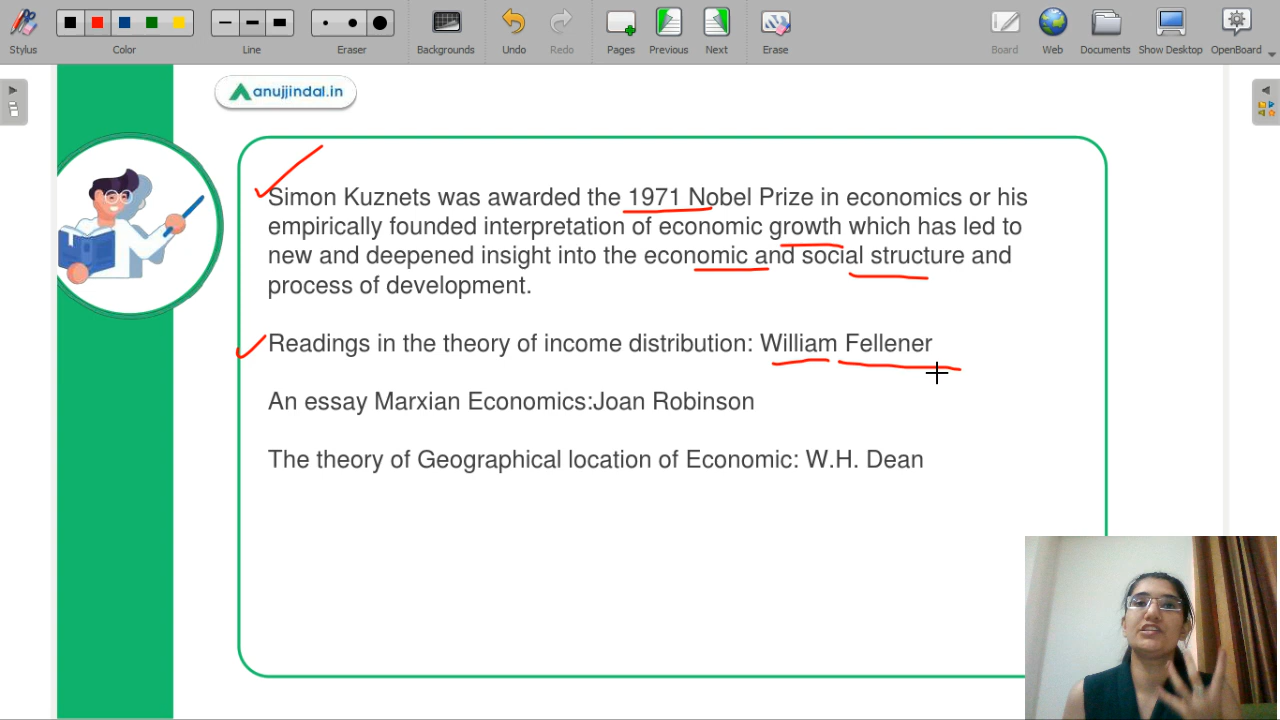 Stylus
Color
Line
Eraser
Backgrounds
Undo
Redo
Pages
Previous
Next
Erase
Board
Web
Documents
Show Desktop
OpenBoard
anujjindal.in
Simon Kuznets was awarded the 1971 Nobel Prize in economics or his
empirically founded interpretation of economic growth which has led to
new and deepened insight into the economic and social structure and
process of development.
Readings in the theory of income distribution: William Fellener
An essay Marxian Economics:Joan Robinson
The theory of Geographical location of Economic: W.H. Dean